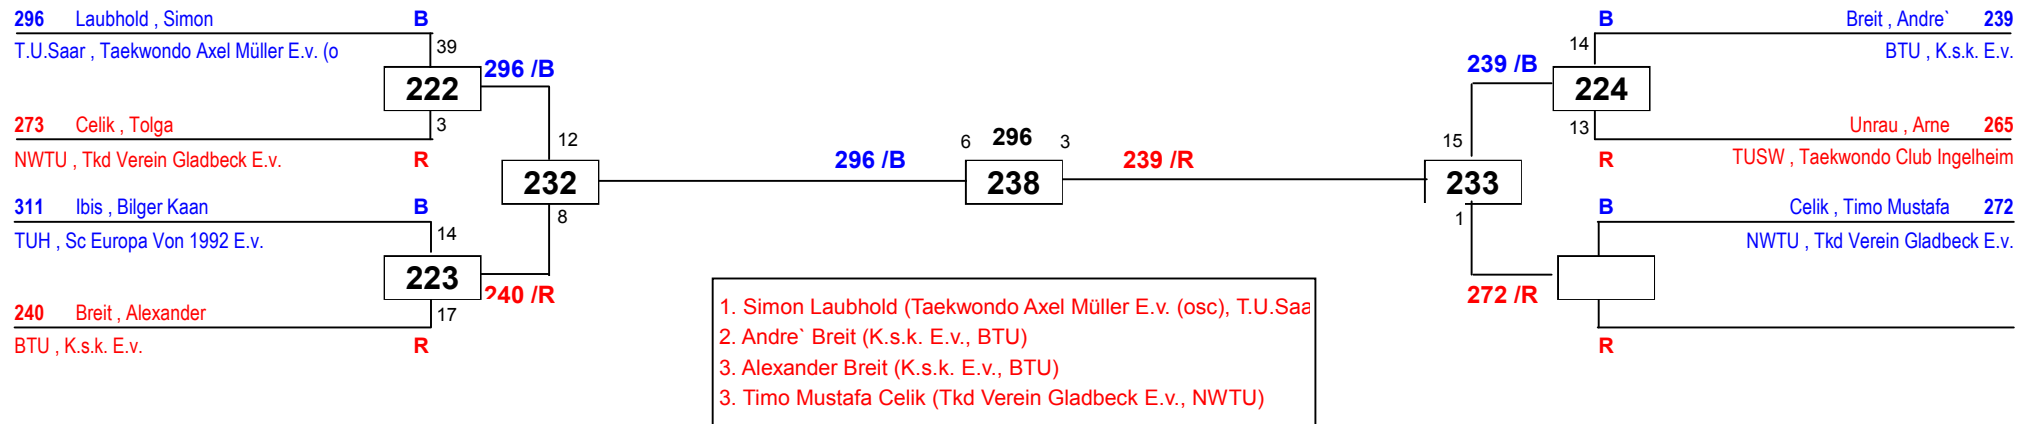 296 Laubhold , Simon B
T.U.Saar , Taekwondo Axel Müller E.v. (o
39
222
296 /B
3
273 Celik , Tolga
NWTU , Tkd Verein Gladbeck E.v. R
12
232
8
311 Ibis , Bilger Kaan B
TUH , Sc Europa Von 1992 E.v.
14
223
240 /R
17
240 Breit , Alexander
BTU , K.s.k. E.v. R
296 /B
6 296 3
238
239 /R
B Breit , Andre` 239
BTU , K.s.k. E.v.
14
239 /B
224
13
Unrau , Arne 265
R TUSW , Taekwondo Club Ingelheim
15
233
1
B Celik , Timo Mustafa 272
NWTU , Tkd Verein Gladbeck E.v.
272 /R
R
1. Simon Laubhold (Taekwondo Axel Müller E.v. (osc), T.U.Saa
2. Andre` Breit (K.s.k. E.v., BTU)
3. Alexander Breit (K.s.k. E.v., BTU)
3. Timo Mustafa Celik (Tkd Verein Gladbeck E.v., NWTU)